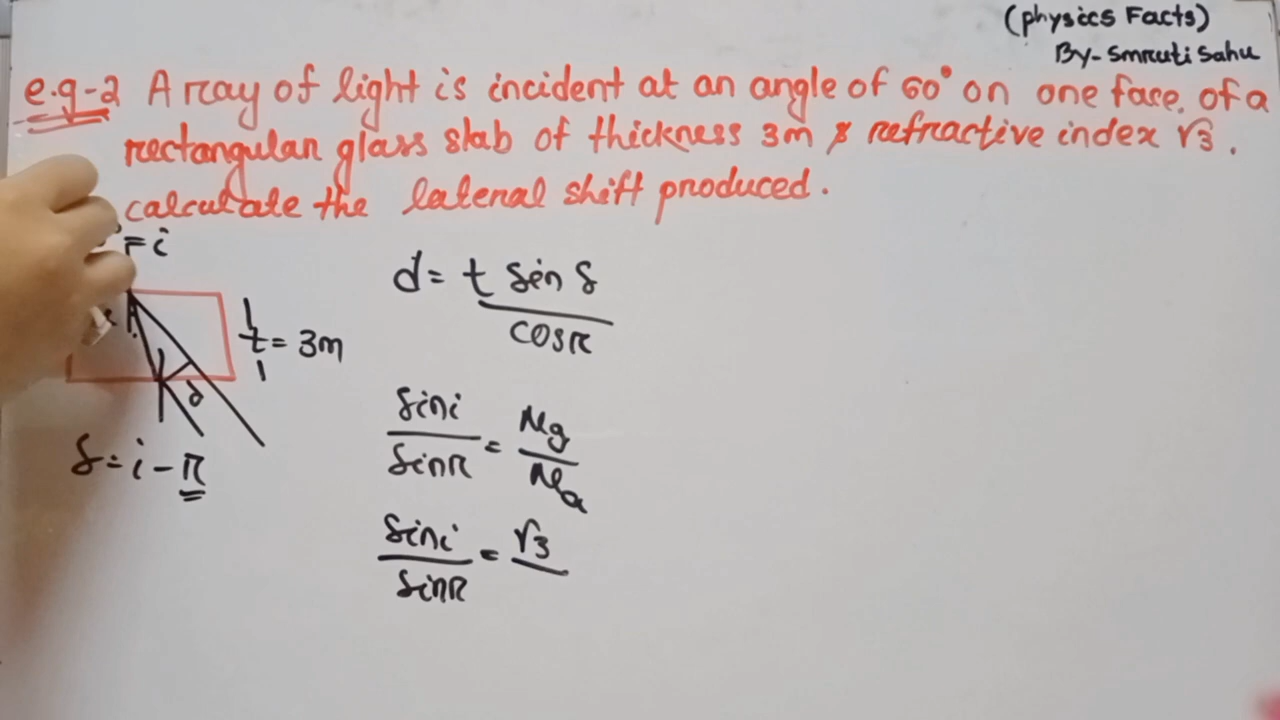 (physics Facts)
By-Smruti Sahu
e.g-2 A ray of light is incident at an angle of 60° on one face of a
rectangular glass slab of thickness 3m & refractive index √3.
calculate the lateral shift produced.
= i
t = 3m
d
δ = i - r
d = t sin δ
cos r
sin i
sin r
= μg
μa
sin i
sin r
= √3